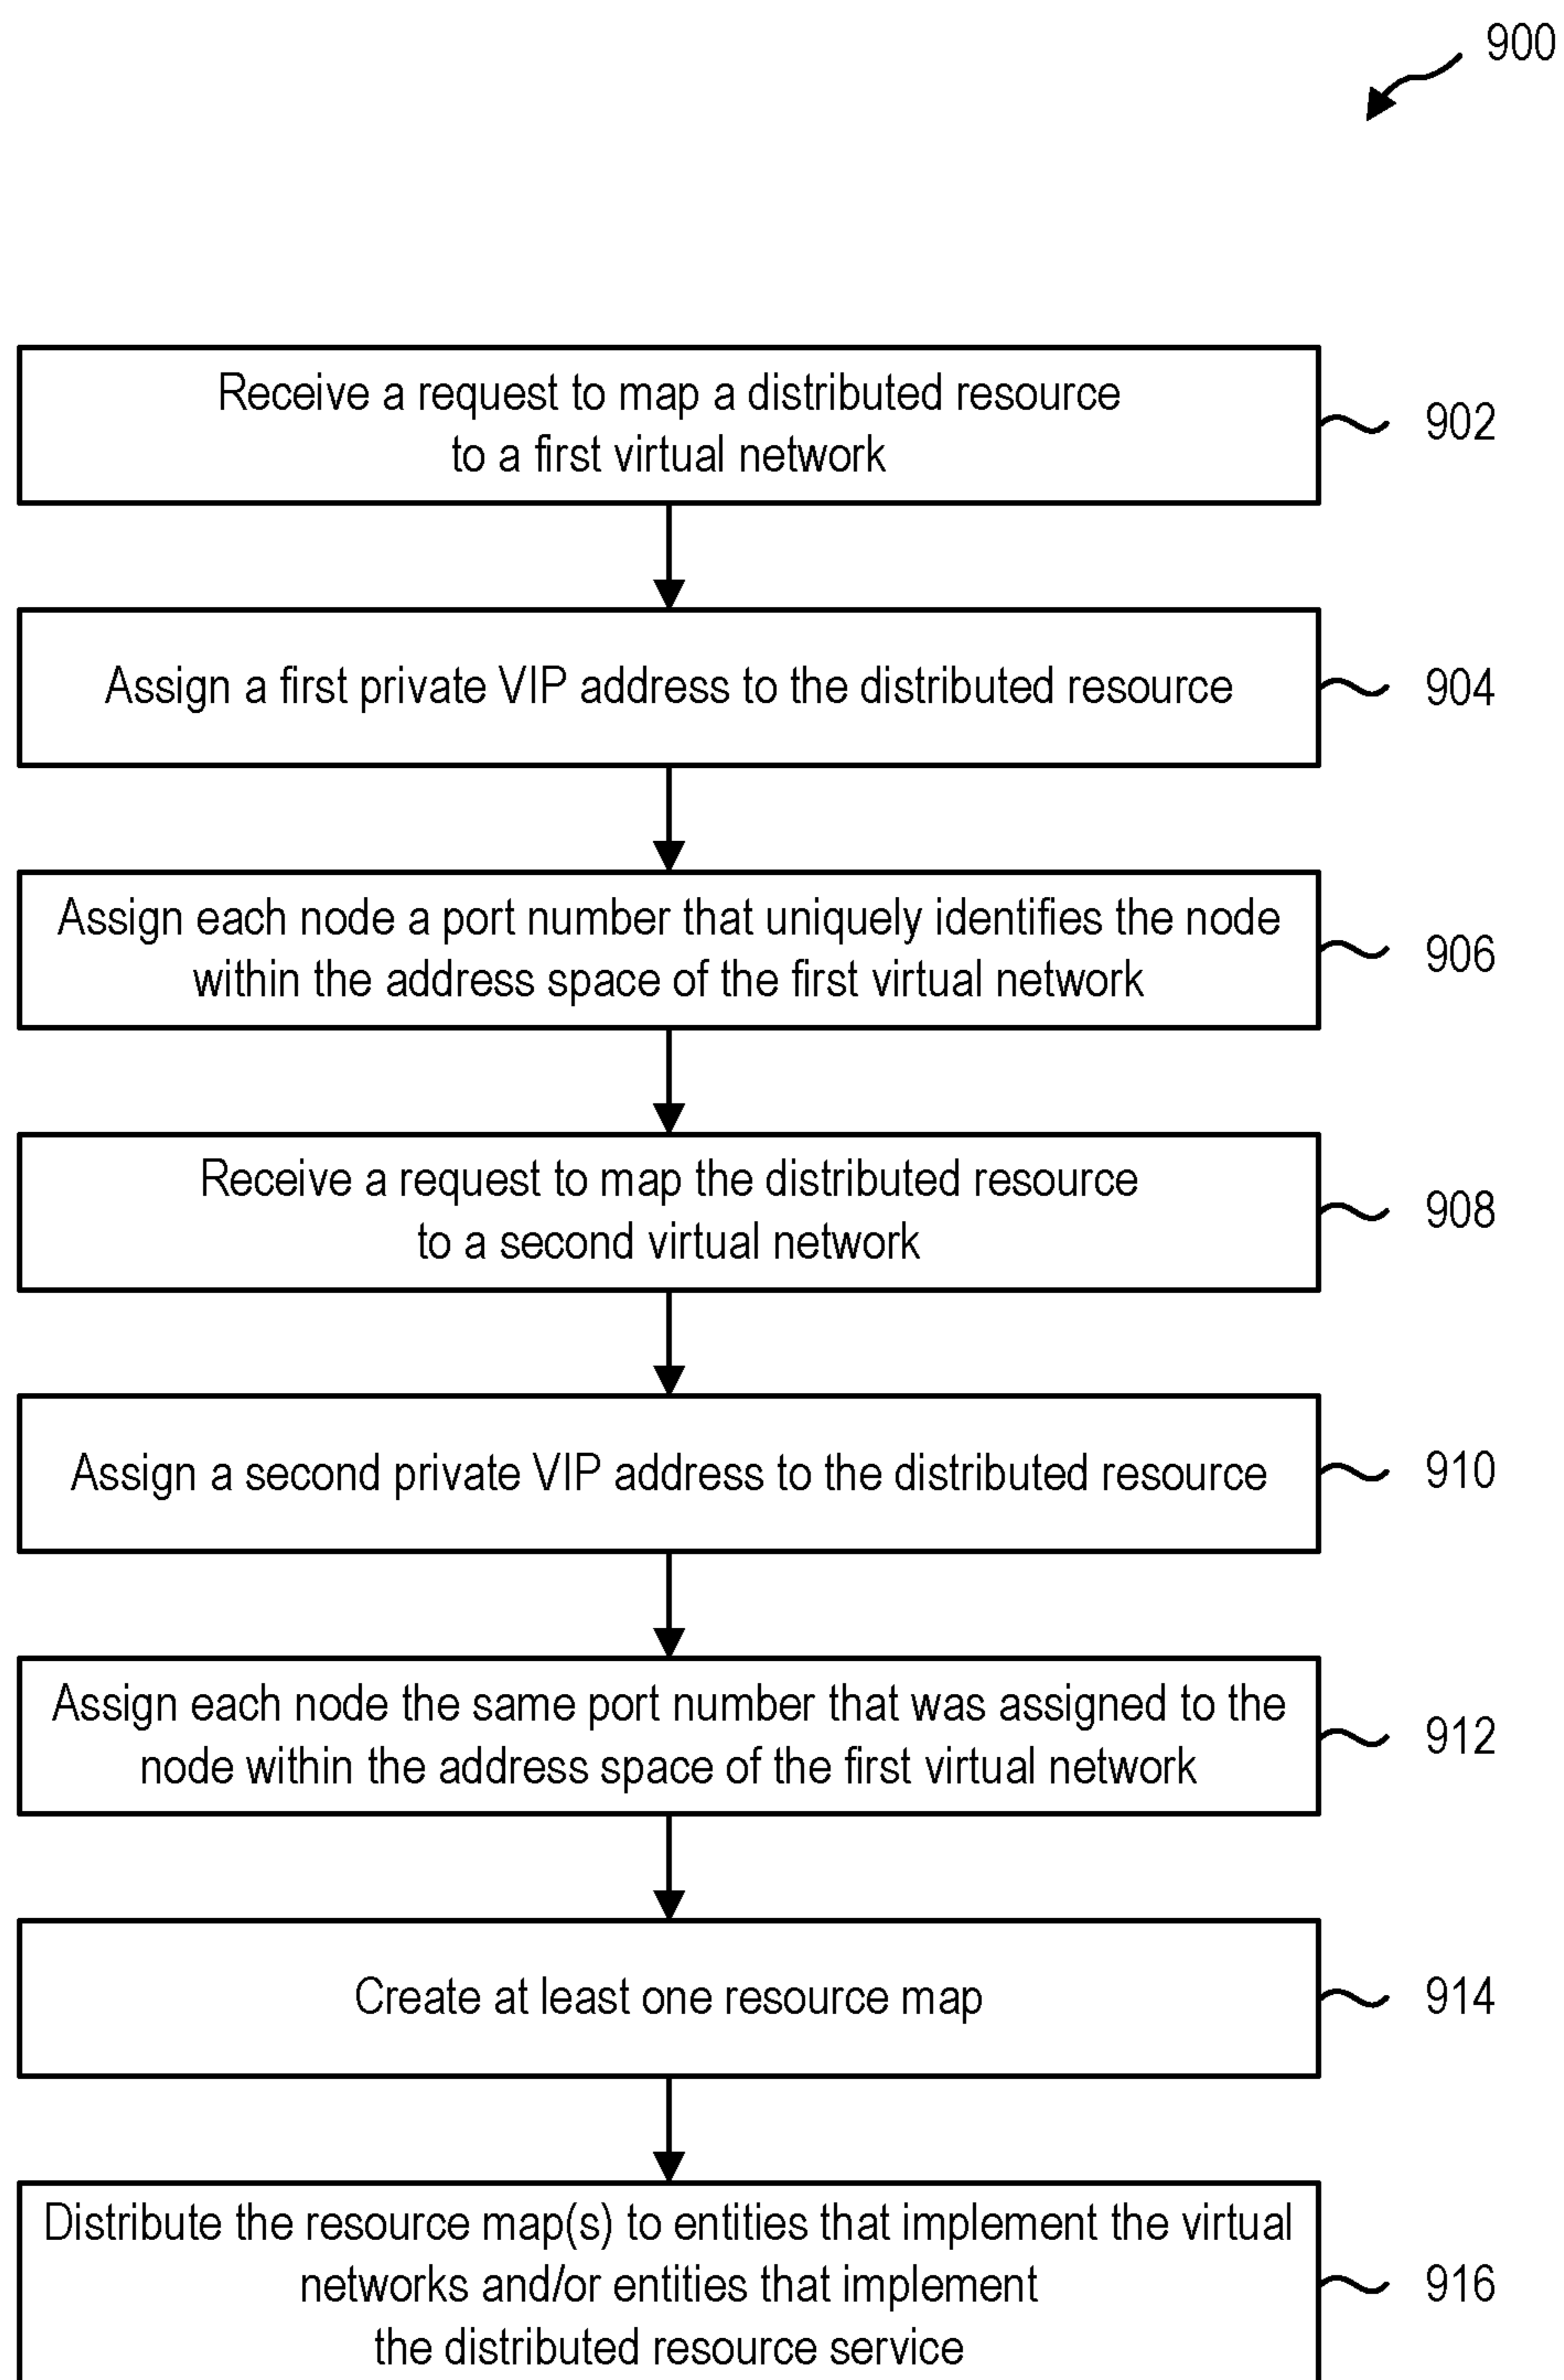 900
Receive a request to map a distributed resource
to a first virtual network
902
Assign a first private VIP address to the distributed resource
904
Assign each node a port number that uniquely identifies the node
within the address space of the first virtual network
906
Receive a request to map the distributed resource
to a second virtual network
908
Assign a second private VIP address to the distributed resource
910
Assign each node the same port number that was assigned to the
node within the address space of the first virtual network
912
Create at least one resource map
914
Distribute the resource map(s) to entities that implement the virtual
networks and/or entities that implement
the distributed resource service
916